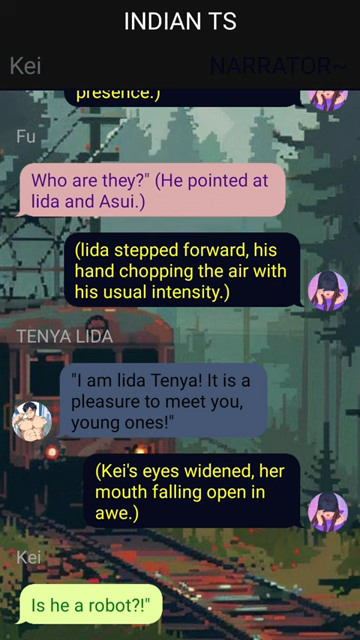 INDIAN TS
Kei
NARRATOR~
presence.)
Fu
Who are they?" (He pointed at
Iida and Asui.)
(Iida stepped forward, his
hand chopping the air with
his usual intensity.)
TENYA LIDA
"I am Iida Tenya! It is a
pleasure to meet you,
young ones!"
(Kei's eyes widened, her
mouth falling open in
awe.)
Kei
Is he a robot?!"